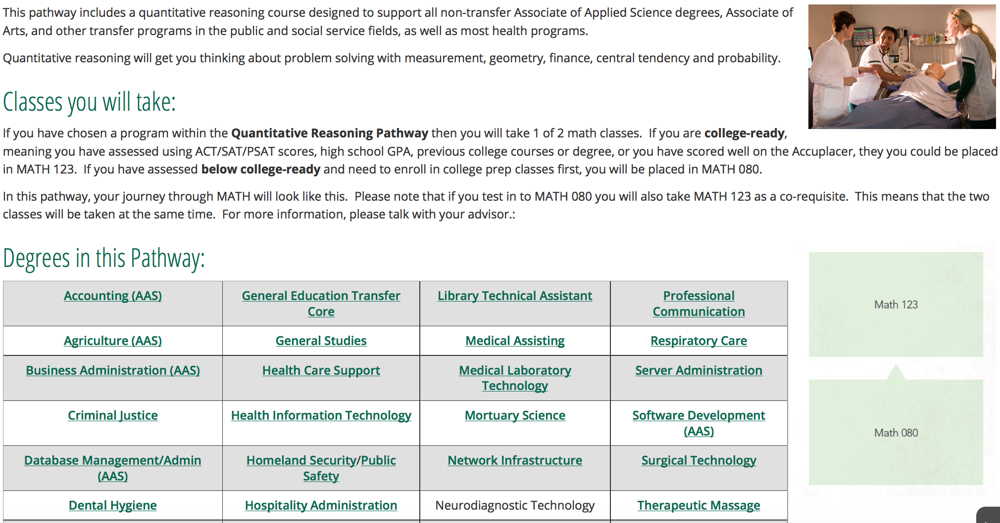 This pathway includes a quantitative reasoning course designed to support all non-transfer Associate of Applied Science degrees, Associate of
Arts, and other transfer programs in the public and social service fields, as well as most health programs.
Quantitative reasoning will get you thinking about problem solving with measurement, geometry, finance, central tendency and probability.
Classes you will take:
If you have chosen a program within the Quantitative Reasoning Pathway then you will take 1 of 2 math classes.  If you are college-ready,
meaning you have assessed using ACT/SAT/PSAT scores, high school GPA, previous college courses or degree, or you have scored well on the Accuplacer, they you could be placed
in MATH 123.  If you have assessed below college-ready and need to enroll in college prep classes first, you will be placed in MATH 080.
In this pathway, your journey through MATH will look like this.  Please note that if you test in to MATH 080 you will also take MATH 123 as a co-requisite.  This means that the two
classes will be taken at the same time.  For more information, please talk with your advisor.:
Degrees in this Pathway:
Accounting (AAS)
General Education Transfer
Core
Library Technical Assistant
Professional
Communication
Agriculture (AAS)
General Studies
Medical Assisting
Respiratory Care
Business Administration (AAS)
Health Care Support
Medical Laboratory
Technology
Server Administration
Criminal Justice
Health Information Technology
Mortuary Science
Software Development
(AAS)
Database Management/Admin
(AAS)
Homeland Security/Public
Safety
Network Infrastructure
Surgical Technology
Dental Hygiene
Hospitality Administration
Neurodiagnostic Technology
Therapeutic Massage
Math 123
Math 080